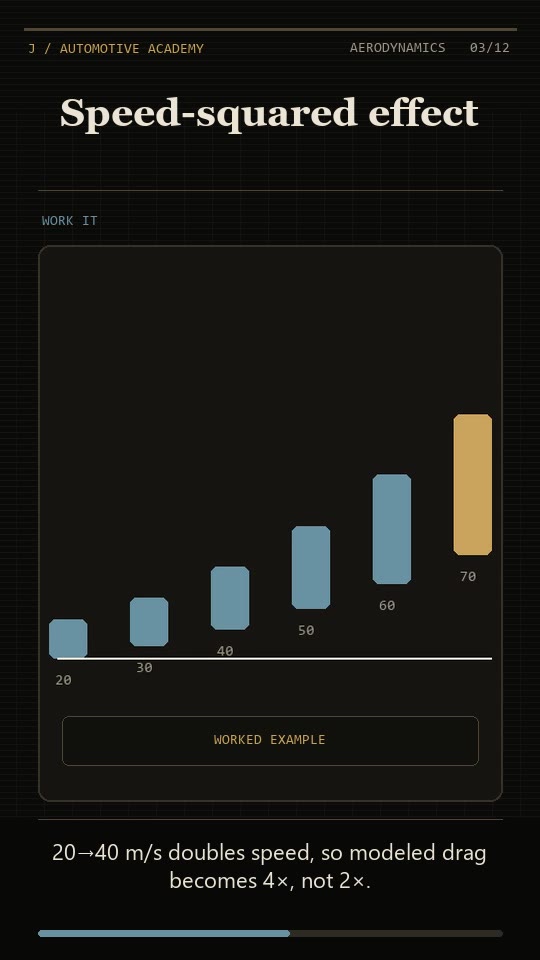 J / AUTOMOTIVE ACADEMY
AERODYNAMICS 03/12
Speed-squared effect
WORK IT
70
60
50
40
30
20
WORKED EXAMPLE
20→40 m/s doubles speed, so modeled drag
becomes 4×, not 2×.